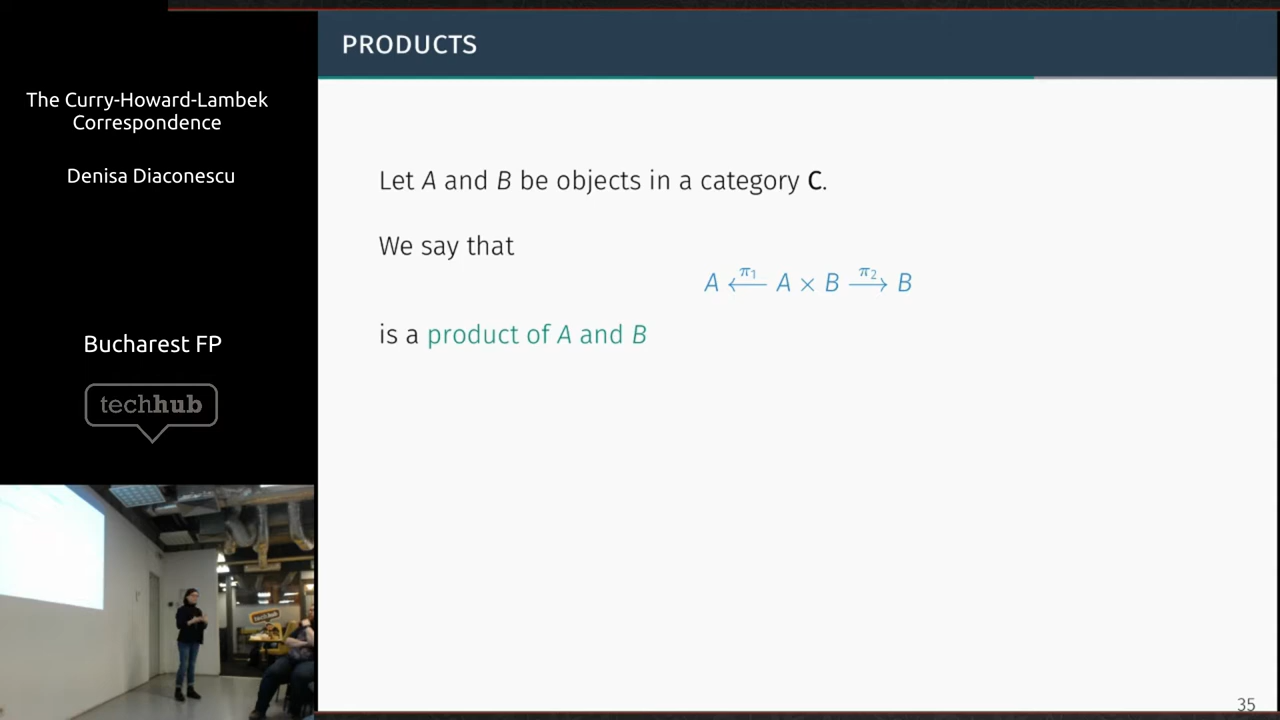 The Curry-Howard-Lambek
Correspondence
Denisa Diaconescu
Bucharest FP
techhub
PRODUCTS
Let A and B be objects in a category C.
We say that
A ←π₁ A × B π₂→ B
is a product of A and B
35
techhub